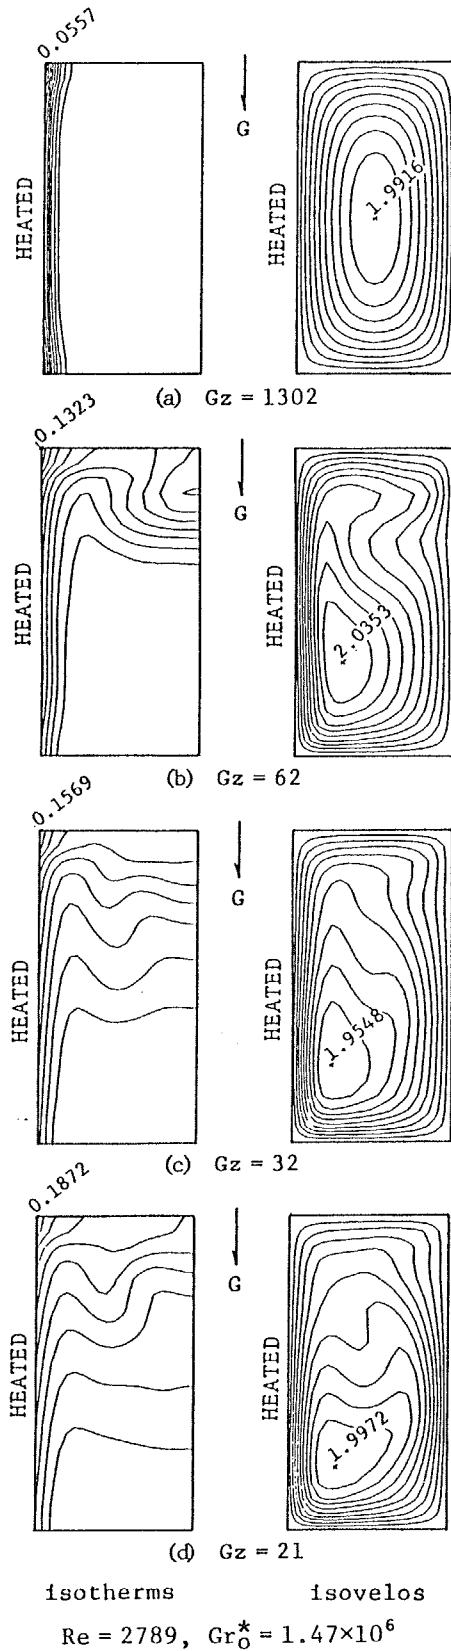 0.0557
G
HEATED
HEATED
1.9916
(a) Gz = 1302
0.1323
G
HEATED
HEATED
2.0353
(b) Gz = 62
0.1569
G
HEATED
HEATED
1.9548
(c) Gz = 32
0.1872
G
HEATED
HEATED
1.9972
(d) Gz = 21
isotherms isovelos
Re = 2789, Gr*o = 1.47×10⁶